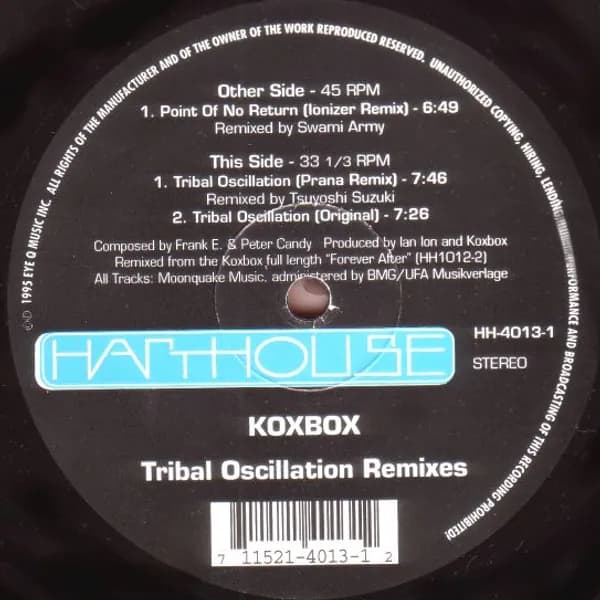 ℗© 1995 EYE Q MUSIC INC. ALL RIGHTS OF THE MANUFACTURER AND OF THE OWNER OF THE WORK REPRODUCED RESERVED. UNAUTHORIZED COPYING, HIRING, LENDING PERFORMANCE AND BROADCASTING OF THIS RECORDING PROHIBITED!
Other Side - 45 RPM
1. Point Of No Return (Ionizer Remix) - 6:49
Remixed by Swami Army
This Side - 33 1/3 RPM
1. Tribal Oscillation (Prana Remix) - 7:46
Remixed by Tsuyoshi Suzuki
2. Tribal Oscillation (Original) - 7:26
Composed by Frank E. & Peter Candy Produced by Ian Ion and Koxbox
Remixed from the Koxbox full length "Forever After" (HH1012-2)
All Tracks: Moonquake Music, administered by BMG/UFA Musikverlage
HARTHOUSE
HH-4013-1
STEREO
KOXBOX
Tribal Oscillation Remixes
7 11521-4013-1 2